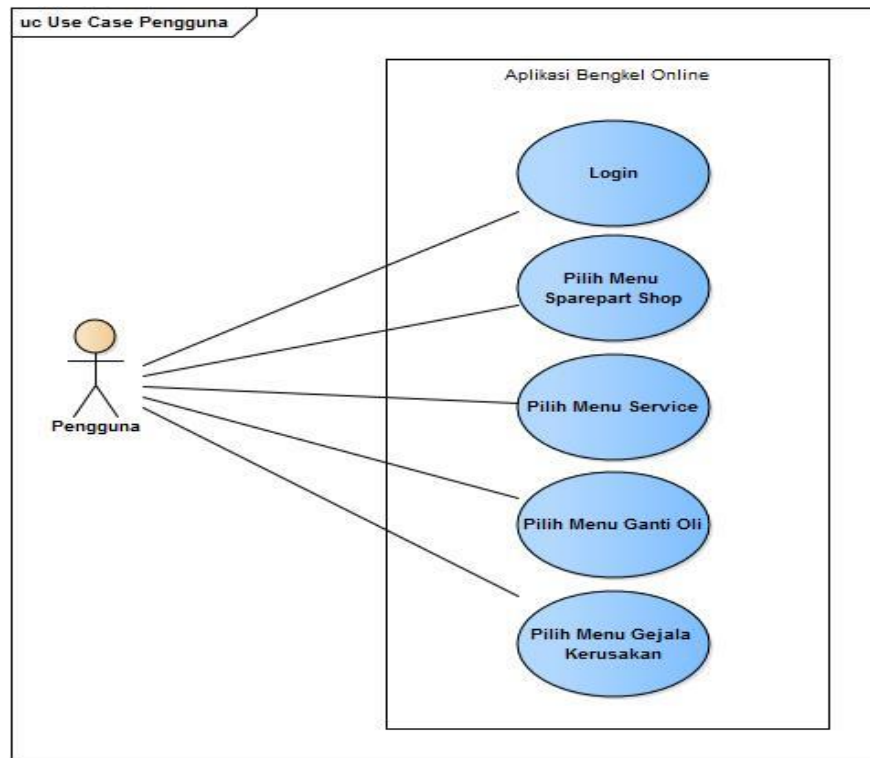 uc Use Case Pengguna
Aplikasi Bengkel Online
Login
Pilih Menu
Sparepart Shop
Pilih Menu Service
Pengguna
Pilih Menu Ganti Oli
Pilih Menu Gejala
Kerusakan